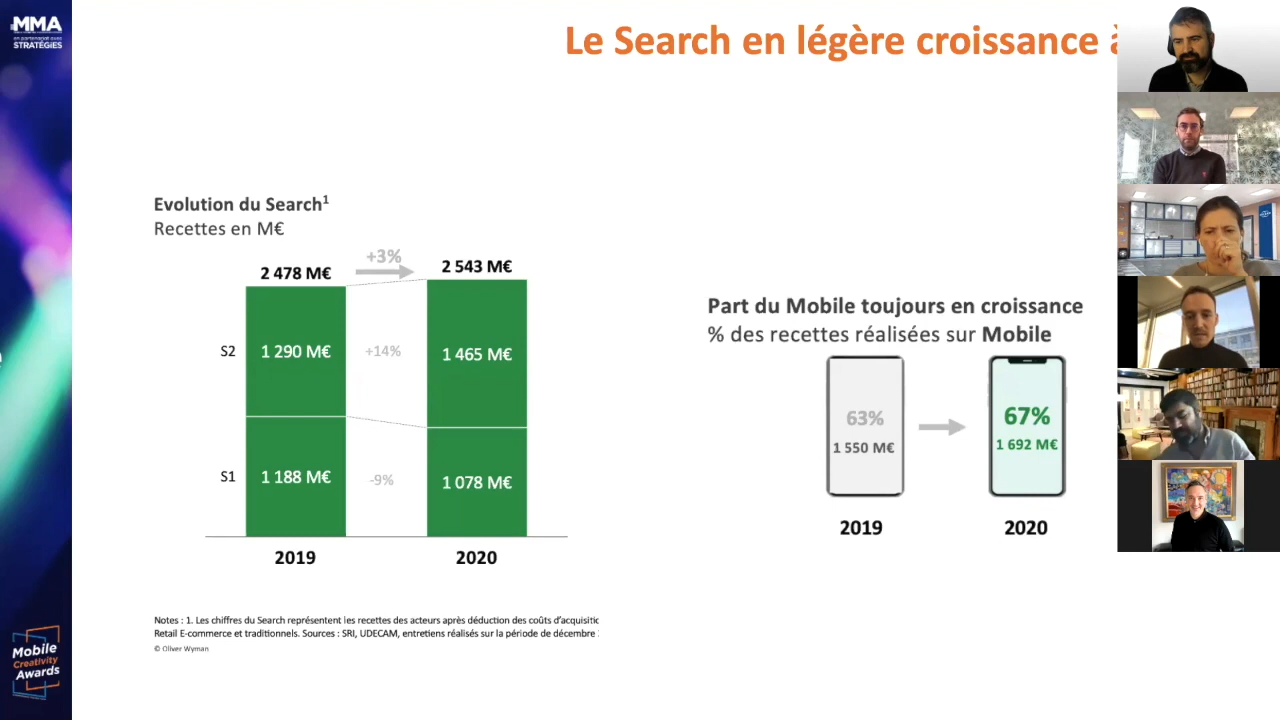 MMA
en partenariat avec
STRATÉGIES
Le Search en légère croissance à
Evolution du Search1
Recettes en M€
+3%
2 478 M€
2 543 M€
S2
1 290 M€
+14%
1 465 M€
S1
1 188 M€
-9%
1 078 M€
2019
2020
Part du Mobile toujours en croissance
% des recettes réalisées sur Mobile
63%
1 550 M€
67%
1 692 M€
2019
2020
Notes : 1. Les chiffres du Search représentent les recettes des acteurs après déduction des coûts
Retail E-commerce et traditionnels. Sources : SRI, UDECAM, entretiens réalisés sur la période de décembre
© Oliver Wyman
Mobile
Creativity
Awards